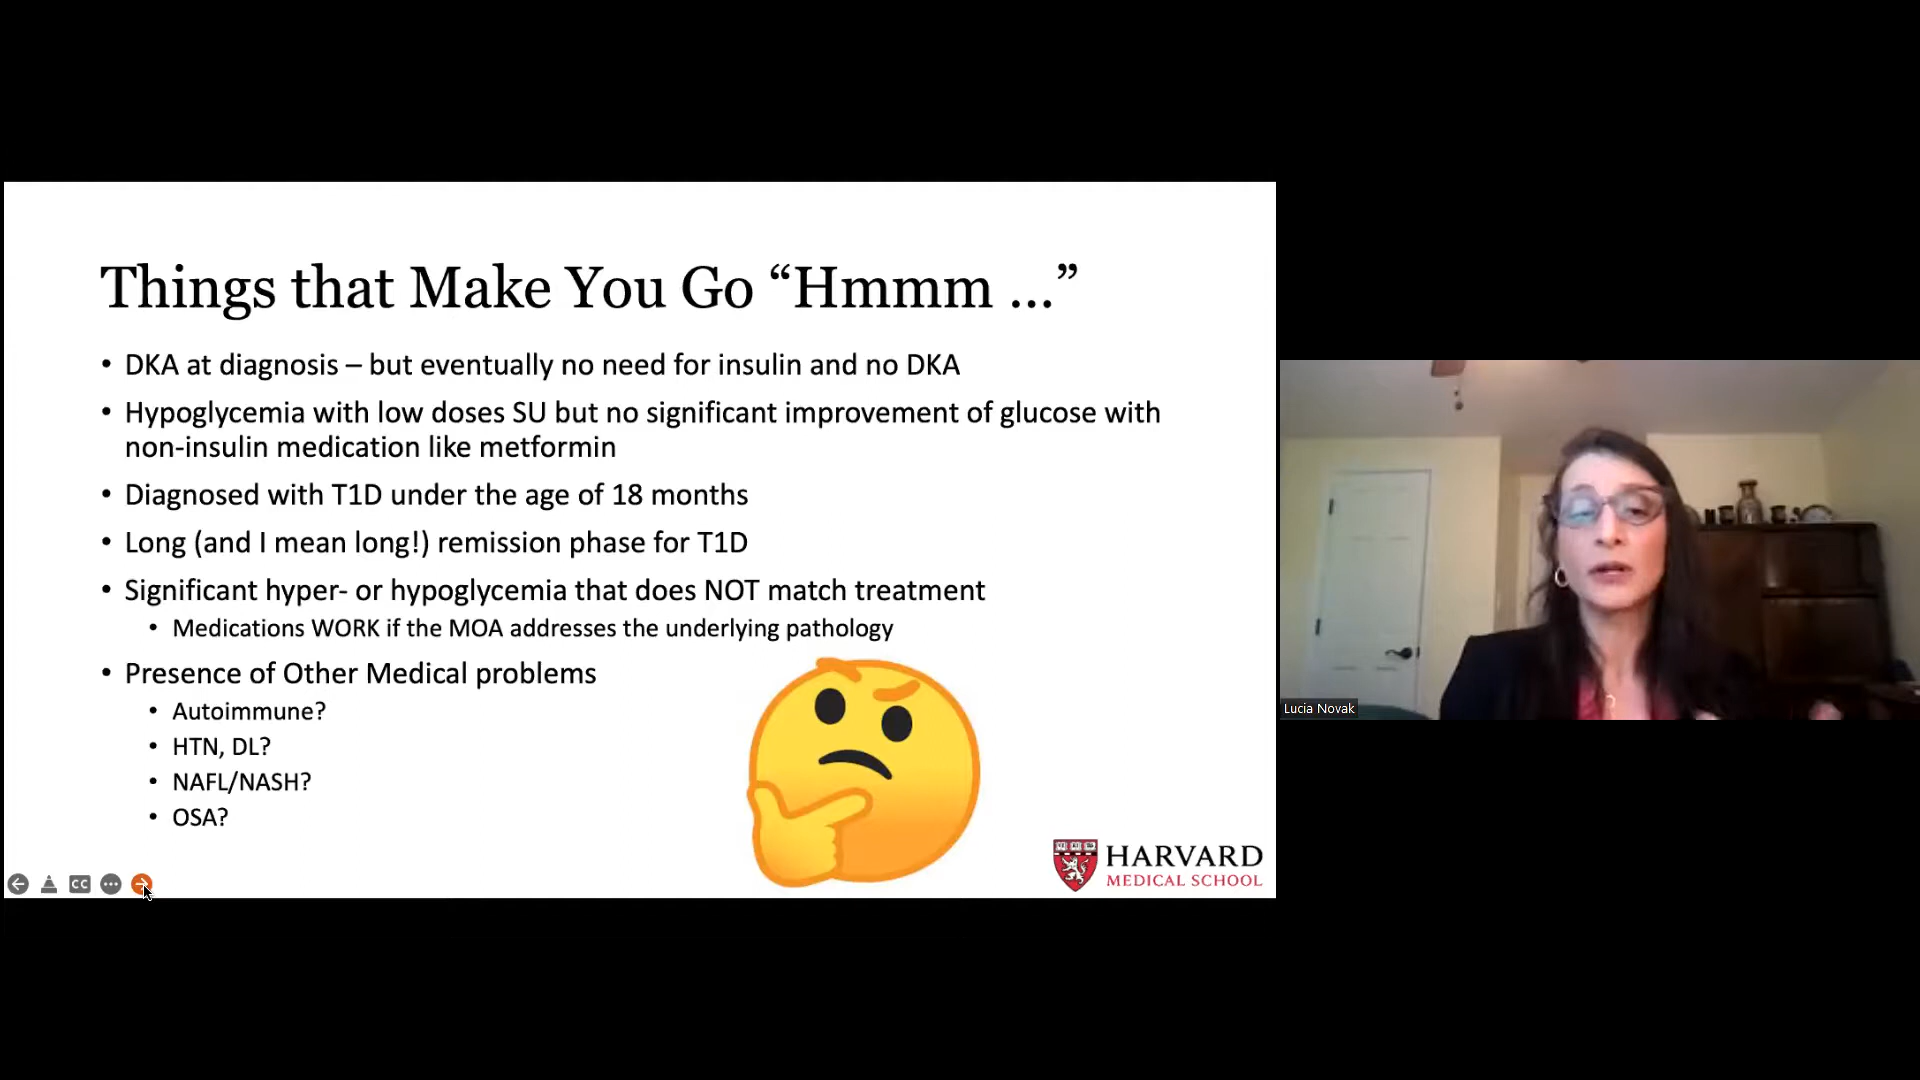 Things that Make You Go “Hmmm ...”
• DKA at diagnosis – but eventually no need for insulin and no DKA
• Hypoglycemia with low doses SU but no significant improvement of glucose with
non-insulin medication like metformin
• Diagnosed with T1D under the age of 18 months
• Long (and I mean long!) remission phase for T1D
• Significant hyper- or hypoglycemia that does NOT match treatment
• Medications WORK if the MOA addresses the underlying pathology
• Presence of Other Medical problems
• Autoimmune?
• HTN, DL?
• NAFL/NASH?
• OSA?
HARVARD
MEDICAL SCHOOL
CC
Lucia Novak